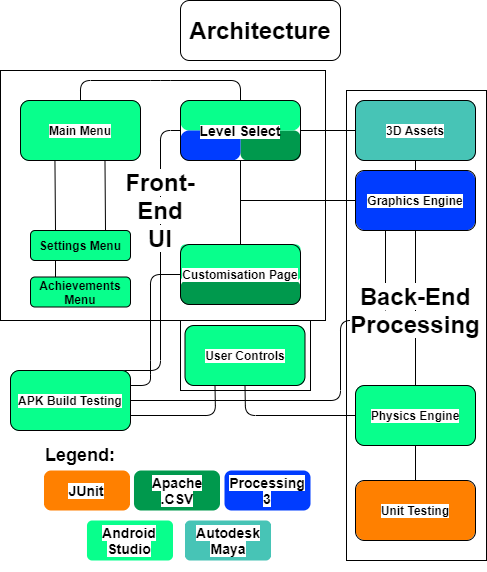 Architecture
Main Menu
Level Select
3D Assets
Graphics Engine
Front-
End
UI
Settings Menu
Achievements
Menu
Customisation Page
Back-End
Processing
User Controls
APK Build Testing
Physics Engine
Unit Testing
Legend:
JUnit
Apache
.CSV
Processing
3
Android
Studio
Autodesk
Maya